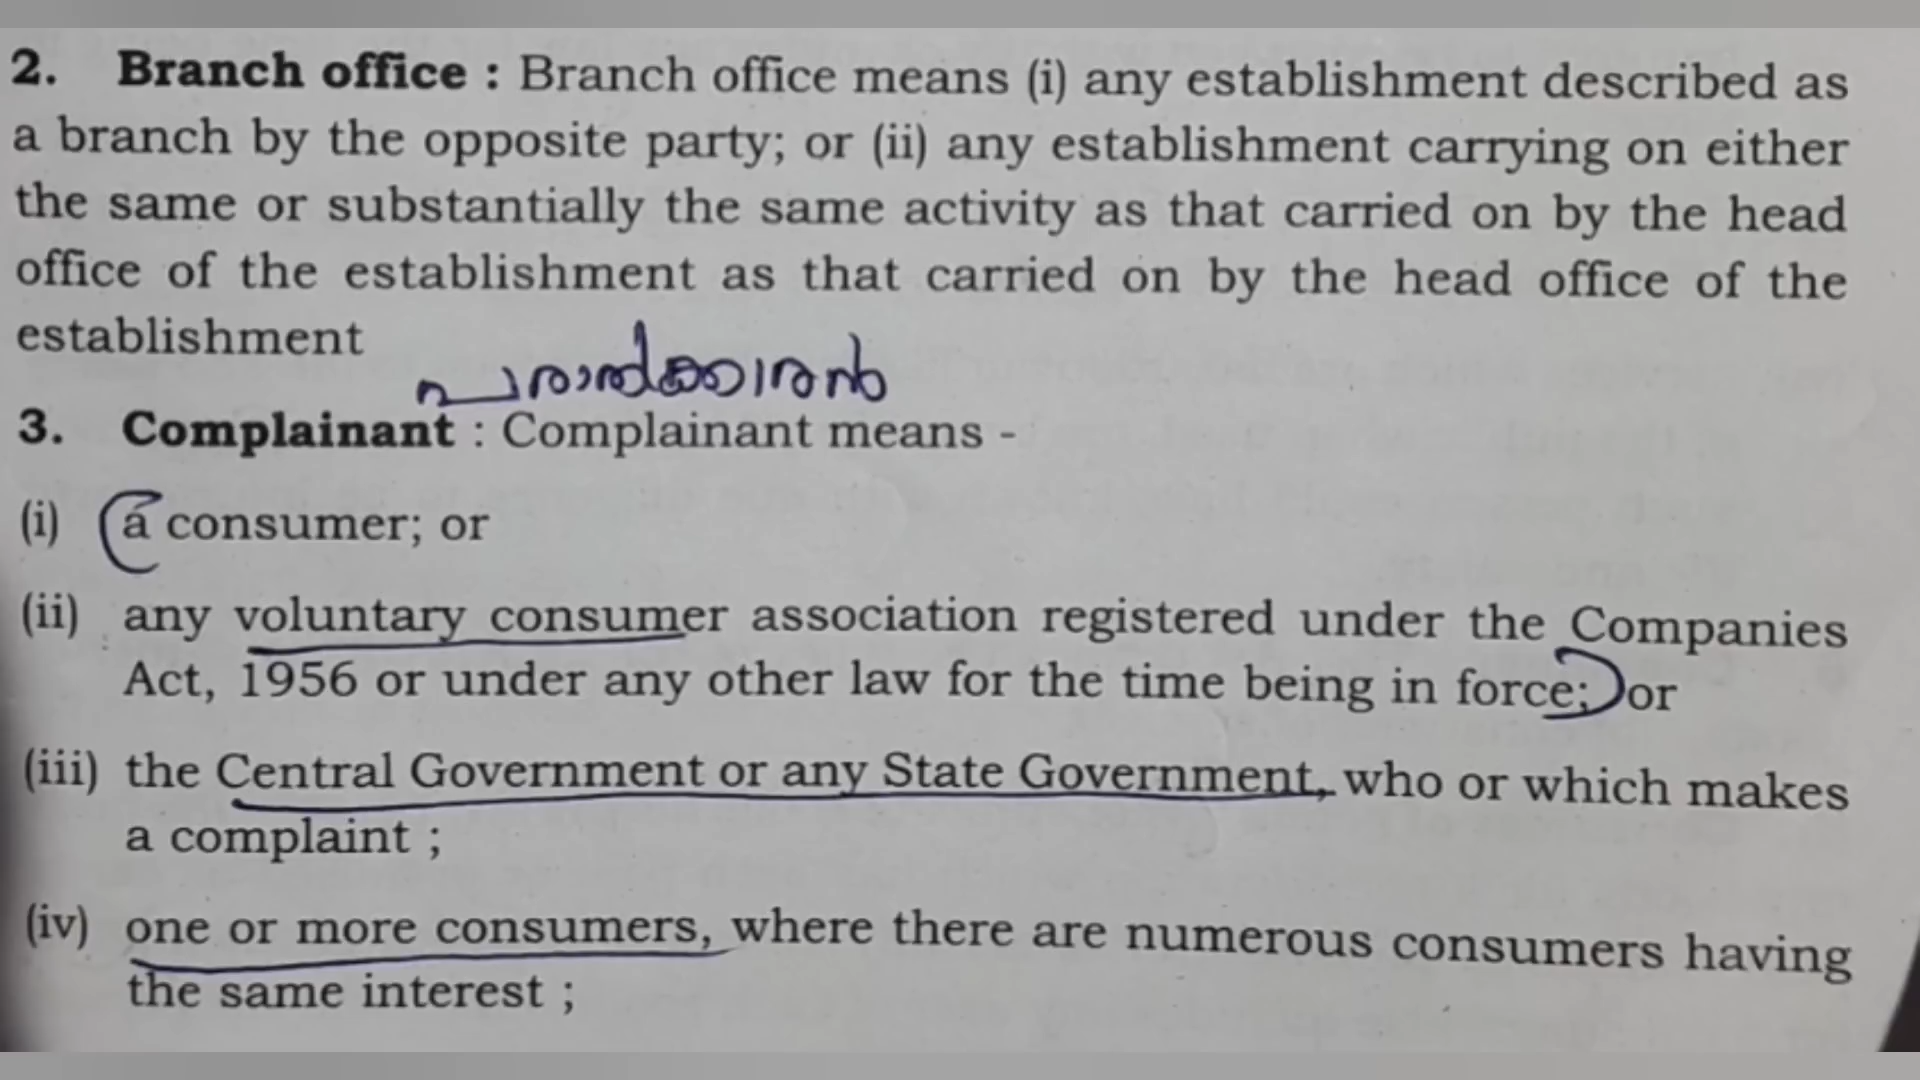 2. Branch office : Branch office means (i) any establishment described as
a branch by the opposite party; or (ii) any establishment carrying on either
the same or substantially the same activity as that carried on by the head
office of the establishment as that carried on by the head office of the
establishment
പരാതിക്കാരൻ
3. Complainant : Complainant means -
(i) a consumer; or
(ii) any voluntary consumer association registered under the Companies
Act, 1956 or under any other law for the time being in force; or
(iii) the Central Government or any State Government, who or which makes
a complaint ;
(iv) one or more consumers, where there are numerous consumers having
the same interest ;